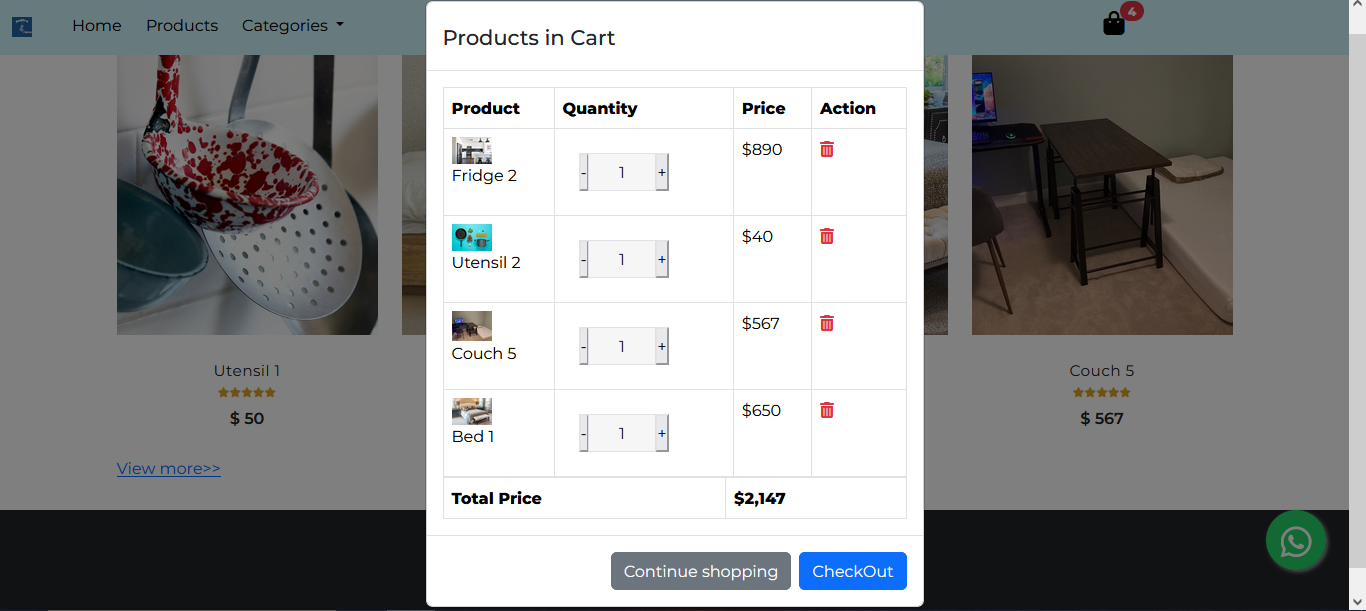 Home Products Categories
4
Products in Cart
Product Quantity Price Action
Fridge 2 - 1 + $890
Utensil 2 - 1 + $40
Couch 5 - 1 + $567
Bed 1 - 1 + $650
Total Price $2,147
Continue shopping CheckOut
Utensil 1
$ 50
Couch 5
$ 567
View more>>